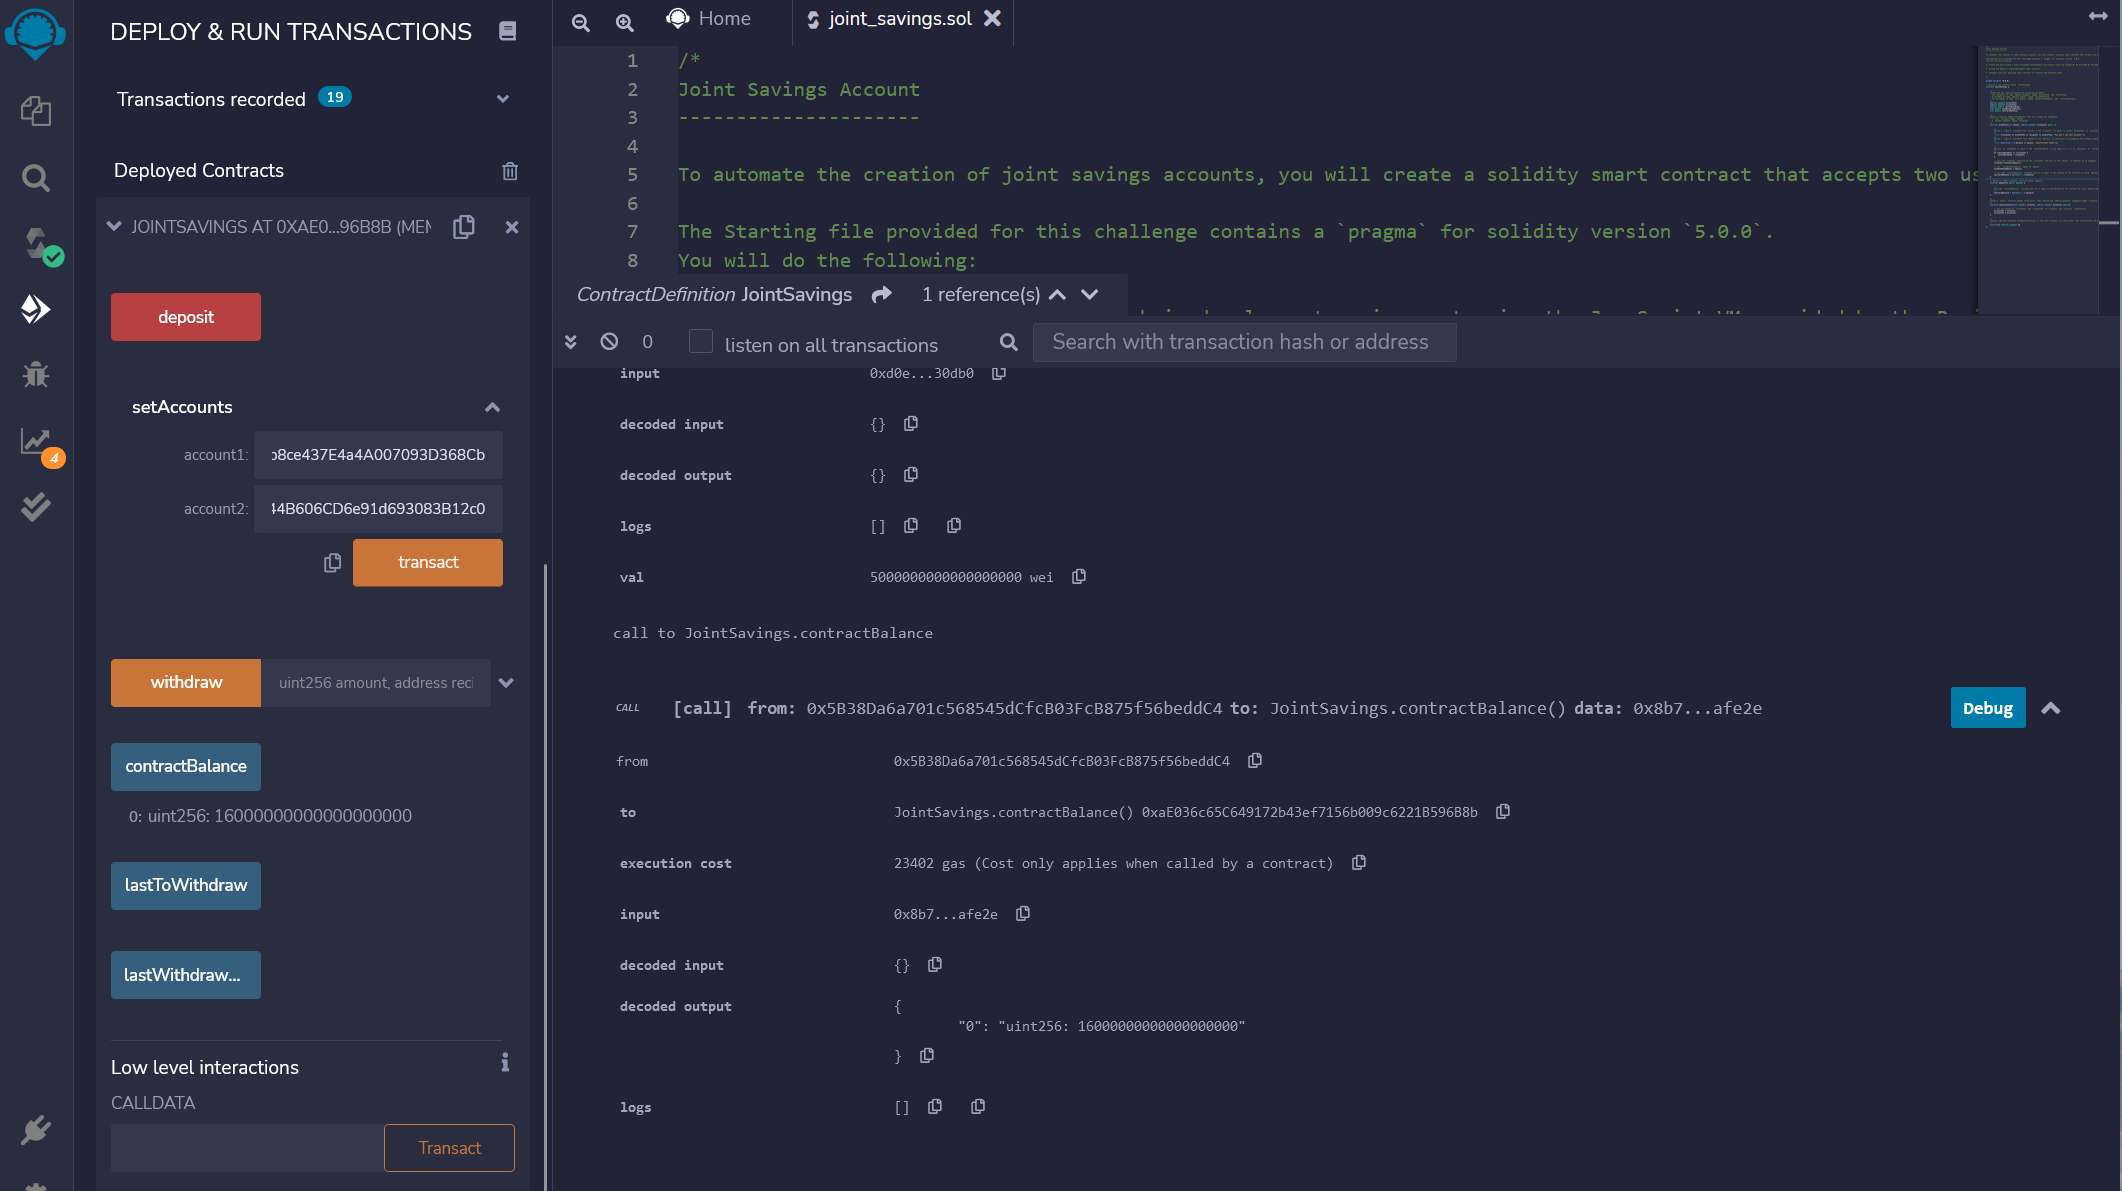 DEPLOY & RUN TRANSACTIONS
Transactions recorded 19
Deployed Contracts
JOINTSAVINGS AT 0XAE0...96B8B (MEM
deposit
setAccounts
account1: b8ce437E4a4A007093D368Cb
account2: 44B606CD6e91d693083B12c0
transact
withdraw uint256 amount, address reci
contractBalance
0: uint256: 16000000000000000000
lastToWithdraw
lastWithdraw...
Low level interactions
CALLDATA
Transact
4
Home
joint_savings.sol
1 /*
2 Joint Savings Account
3 ---------------------
4
5 To automate the creation of joint savings accounts, you will create a solidity smart contract that accepts two us
6
7 The Starting file provided for this challenge contains a `pragma` for solidity version `5.0.0`.
8 You will do the following:
ContractDefinition JointSavings 1 reference(s)
0 listen on all transactions Search with transaction hash or address
input 0xd0e...30db0
decoded input {}
decoded output {}
logs []
val 5000000000000000000 wei
call to JointSavings.contractBalance
CALL [call] from: 0x5B38Da6a701c568545dCfcB03FcB875f56beddC4 to: JointSavings.contractBalance() data: 0x8b7...afe2e
Debug
from 0x5B38Da6a701c568545dCfcB03FcB875f56beddC4
to JointSavings.contractBalance() 0xaE036c65C649172b43ef7156b009c6221B596B8b
execution cost 23402 gas (Cost only applies when called by a contract)
input 0x8b7...afe2e
decoded input {}
decoded output {
"0": "uint256: 16000000000000000000"
}
logs []